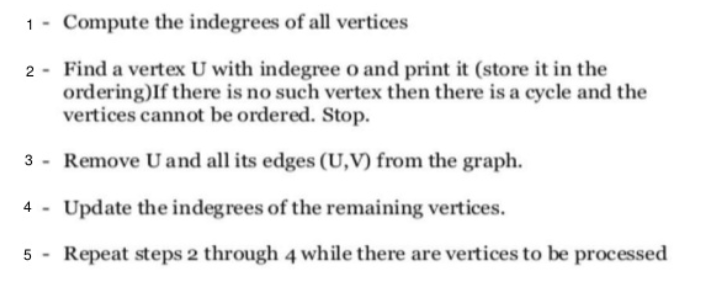 1 - Compute the indegrees of all vertices
2 - Find a vertex U with indegree 0 and print it (store it in the
ordering)If there is no such vertex then there is a cycle and the
vertices cannot be ordered. Stop.
3 - Remove U and all its edges (U,V) from the graph.
4 - Update the indegrees of the remaining vertices.
5 - Repeat steps 2 through 4 while there are vertices to be processed